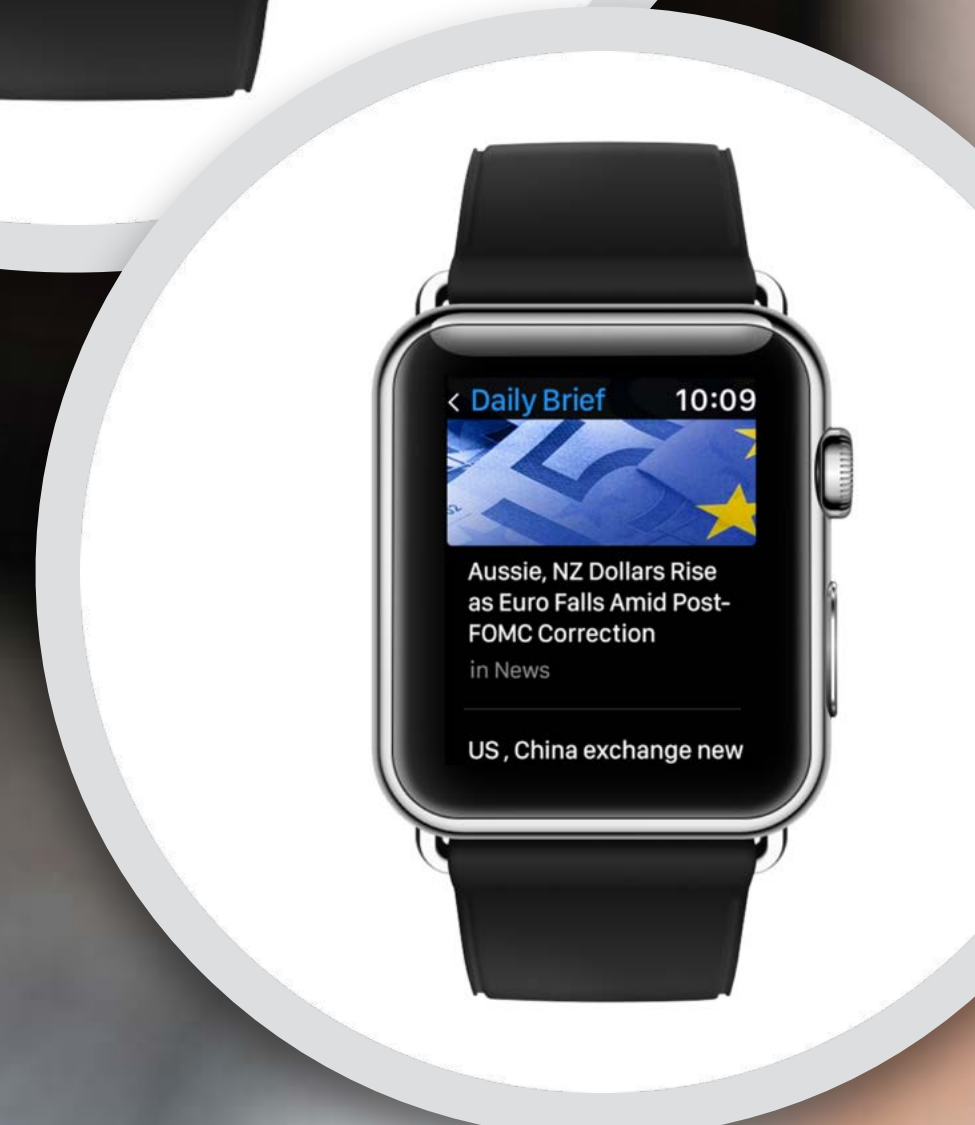 < Daily Brief 10:09
Aussie, NZ Dollars Rise
as Euro Falls Amid Post-
FOMC Correction
in News
US , China exchange new